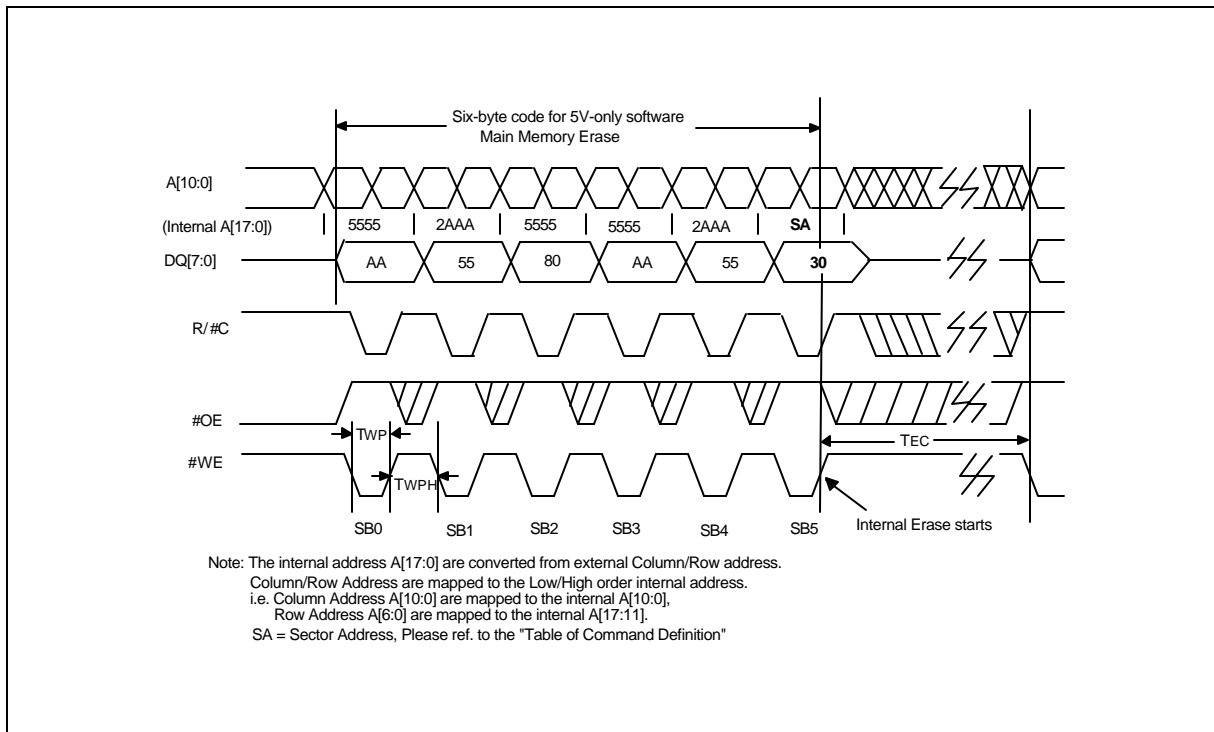 Six-byte code for 5V-only software
Main Memory Erase
A[10:0]
(Internal A[17:0])
5555 2AAA 5555 5555 2AAA SA
DQ[7:0]
AA 55 80 AA 55 30
R/#C
#OE
TWP
TEC
#WE
TWPH
SB0 SB1 SB2 SB3 SB4 SB5
Internal Erase starts
Note: The internal address A[17:0] are converted from external Column/Row address.
Column/Row Address are mapped to the Low/High order internal address.
i.e. Column Address A[10:0] are mapped to the internal A[10:0],
Row Address A[6:0] are mapped to the internal A[17:11].
SA = Sector Address, Please ref. to the "Table of Command Definition"